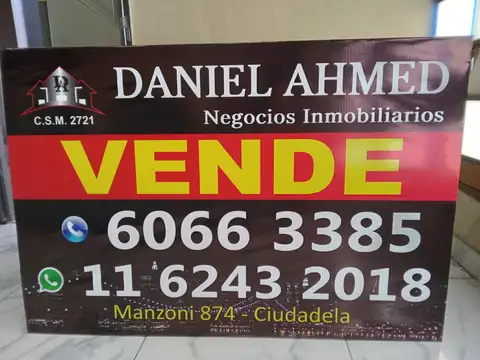 DANIEL AHMED
C.S.M. 2721
Negocios Inmobiliarios
VENDE
6066 3385
11 6243 2018
Manzoni 874 - Ciudadela